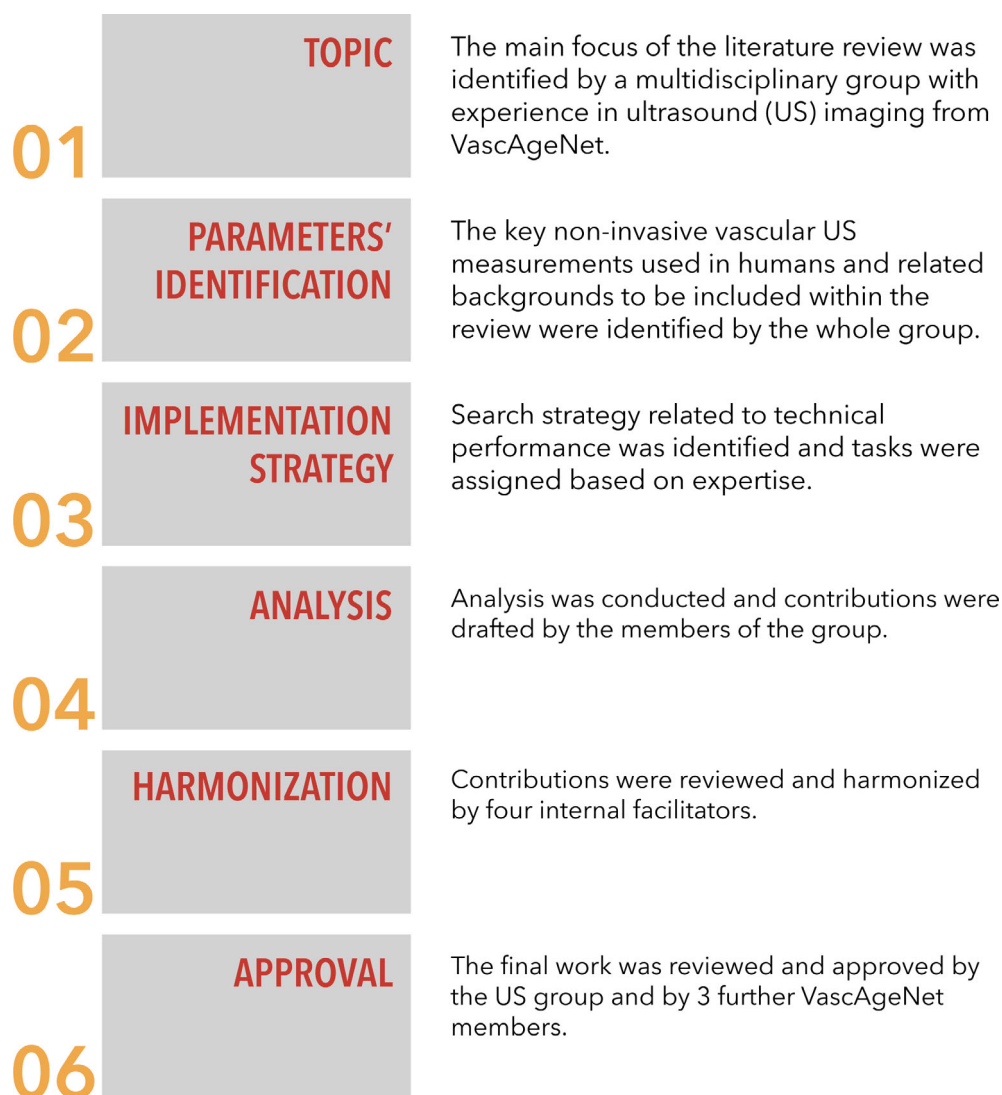 TOPIC
01
The main focus of the literature review was
identified by a multidisciplinary group with
experience in ultrasound (US) imaging from
VascAgeNet.
PARAMETERS’
IDENTIFICATION
02
The key non-invasive vascular US
measurements used in humans and related
backgrounds to be included within the
review were identified by the whole group.
IMPLEMENTATION
STRATEGY
03
Search strategy related to technical
performance was identified and tasks were
assigned based on expertise.
ANALYSIS
04
Analysis was conducted and contributions were
drafted by the members of the group.
HARMONIZATION
05
Contributions were reviewed and harmonized
by four internal facilitators.
APPROVAL
06
The final work was reviewed and approved by
the US group and by 3 further VascAgeNet
members.